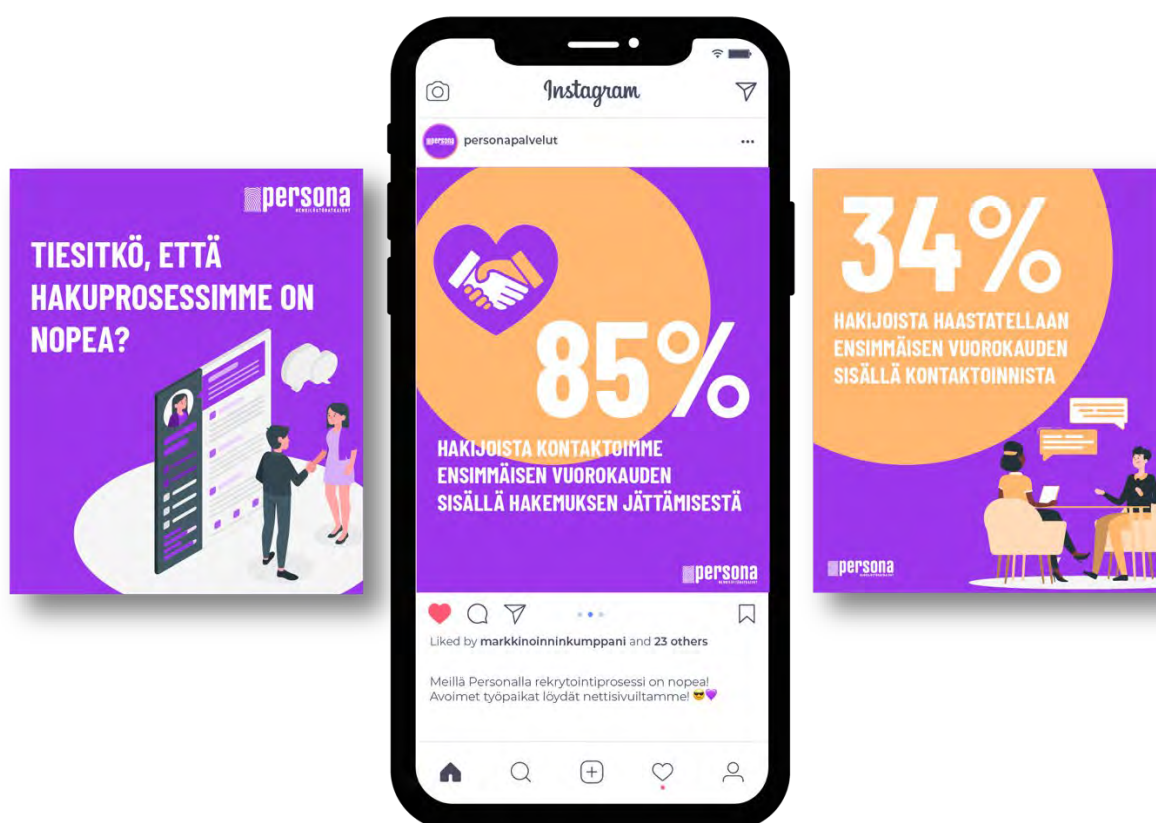 persona
TIESITKÖ, ETTÄ
HAKUPROSESSIMME ON
NOPEA?
Instagram
persona
personapalvelut
85%
HAKIJOISTA KONTAKTOIMME
ENSIMMÄISEN VUOROKAUDEN
SISÄLLÄ HAKEMUKSEN JÄTTÄMISESTÄ
persona
Liked by markkinoinninkumppani and 23 others
Meillä Personalla rekrytointiprosessi on nopea!
Avoimet työpaikat löydät nettisivuiltamme!
34%
HAKIJOISTA HAASTATELLAAN
ENSIMMÄISEN VUOROKAUDEN
SISÄLLÄ KONTAKTOINNISTA
persona